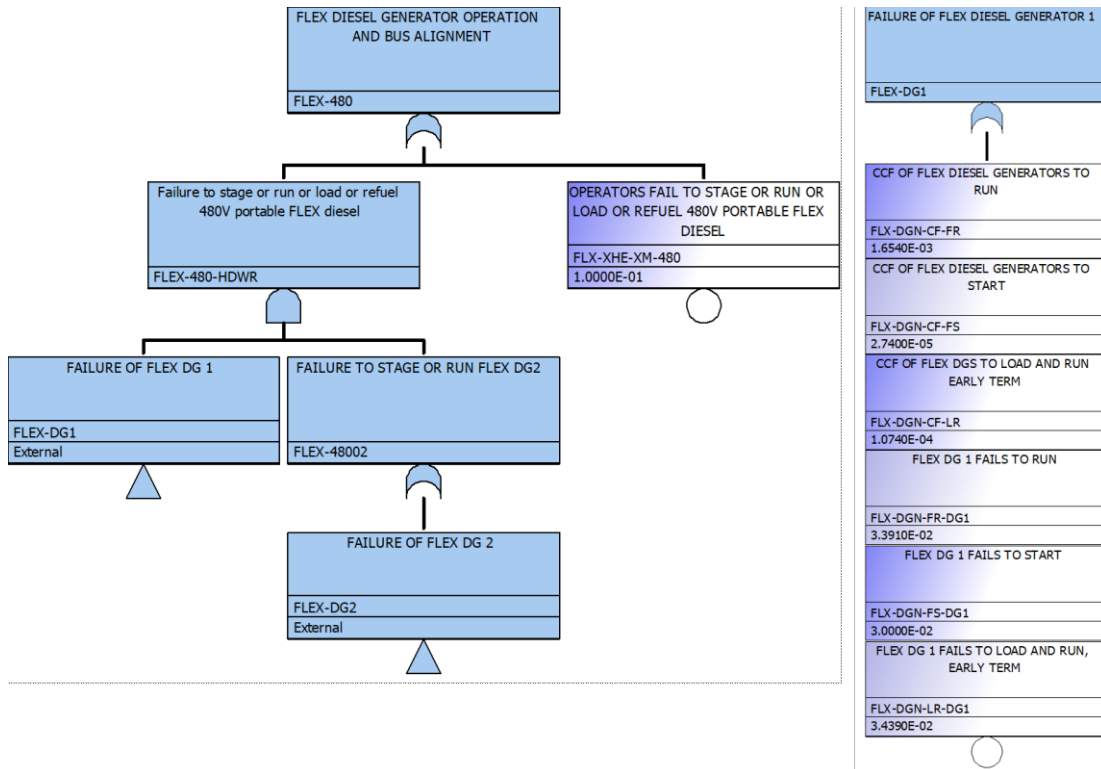 FLEX DIESEL GENERATOR OPERATION
AND BUS ALIGNMENT
FLEX-480
Failure to stage or run or load or refuel
480V portable FLEX diesel
FLEX-480-HDWR
OPERATORS FAIL TO STAGE OR RUN OR
LOAD OR REFUEL 480V PORTABLE FLEX
DIESEL
FLX-XHE-XM-480
1.0000E-01
FAILURE OF FLEX DG 1
FLEX-DG1
External
FAILURE TO STAGE OR RUN FLEX DG2
FLEX-48002
FAILURE OF FLEX DG 2
FLEX-DG2
External
FAILURE OF FLEX DIESEL GENERATOR 1
FLEX-DG1
CCF OF FLEX DIESEL GENERATORS TO
RUN
FLX-DGN-CF-FR
1.6540E-03
CCF OF FLEX DIESEL GENERATORS TO
START
FLX-DGN-CF-FS
2.7400E-05
CCF OF FLEX DGS TO LOAD AND RUN
EARLY TERM
FLX-DGN-CF-LR
1.0740E-04
FLEX DG 1 FAILS TO RUN
FLX-DGN-FR-DG1
3.3910E-02
FLEX DG 1 FAILS TO START
FLX-DGN-FS-DG1
3.0000E-02
FLEX DG 1 FAILS TO LOAD AND RUN,
EARLY TERM
FLX-DGN-LR-DG1
3.4390E-02